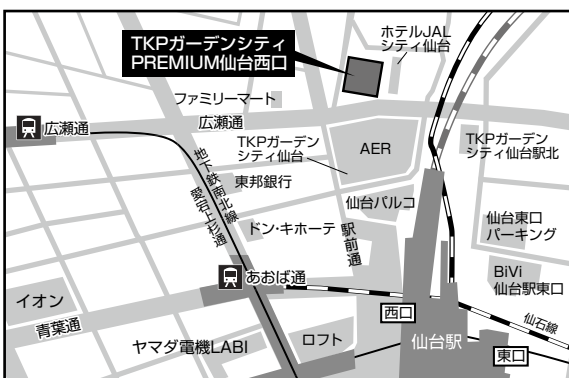 TKPガーデンシティ
PREMIUM仙台西口
ホテルJAL
シティ仙台
ファミリーマート
広瀬通
広瀬通
TKPガーデン
シティ仙台
AER
TKPガーデン
シティ仙台駅北
地下鉄南北線
愛宕上杉通
東邦銀行
仙台パルコ
ドン・キホーテ
駅前通
仙台東口
パーキング
あおば通
BiVi
仙台駅東口
イオン
青葉通
西口
仙石線
ヤマダ電機LABI
ロフト
仙台駅
東口